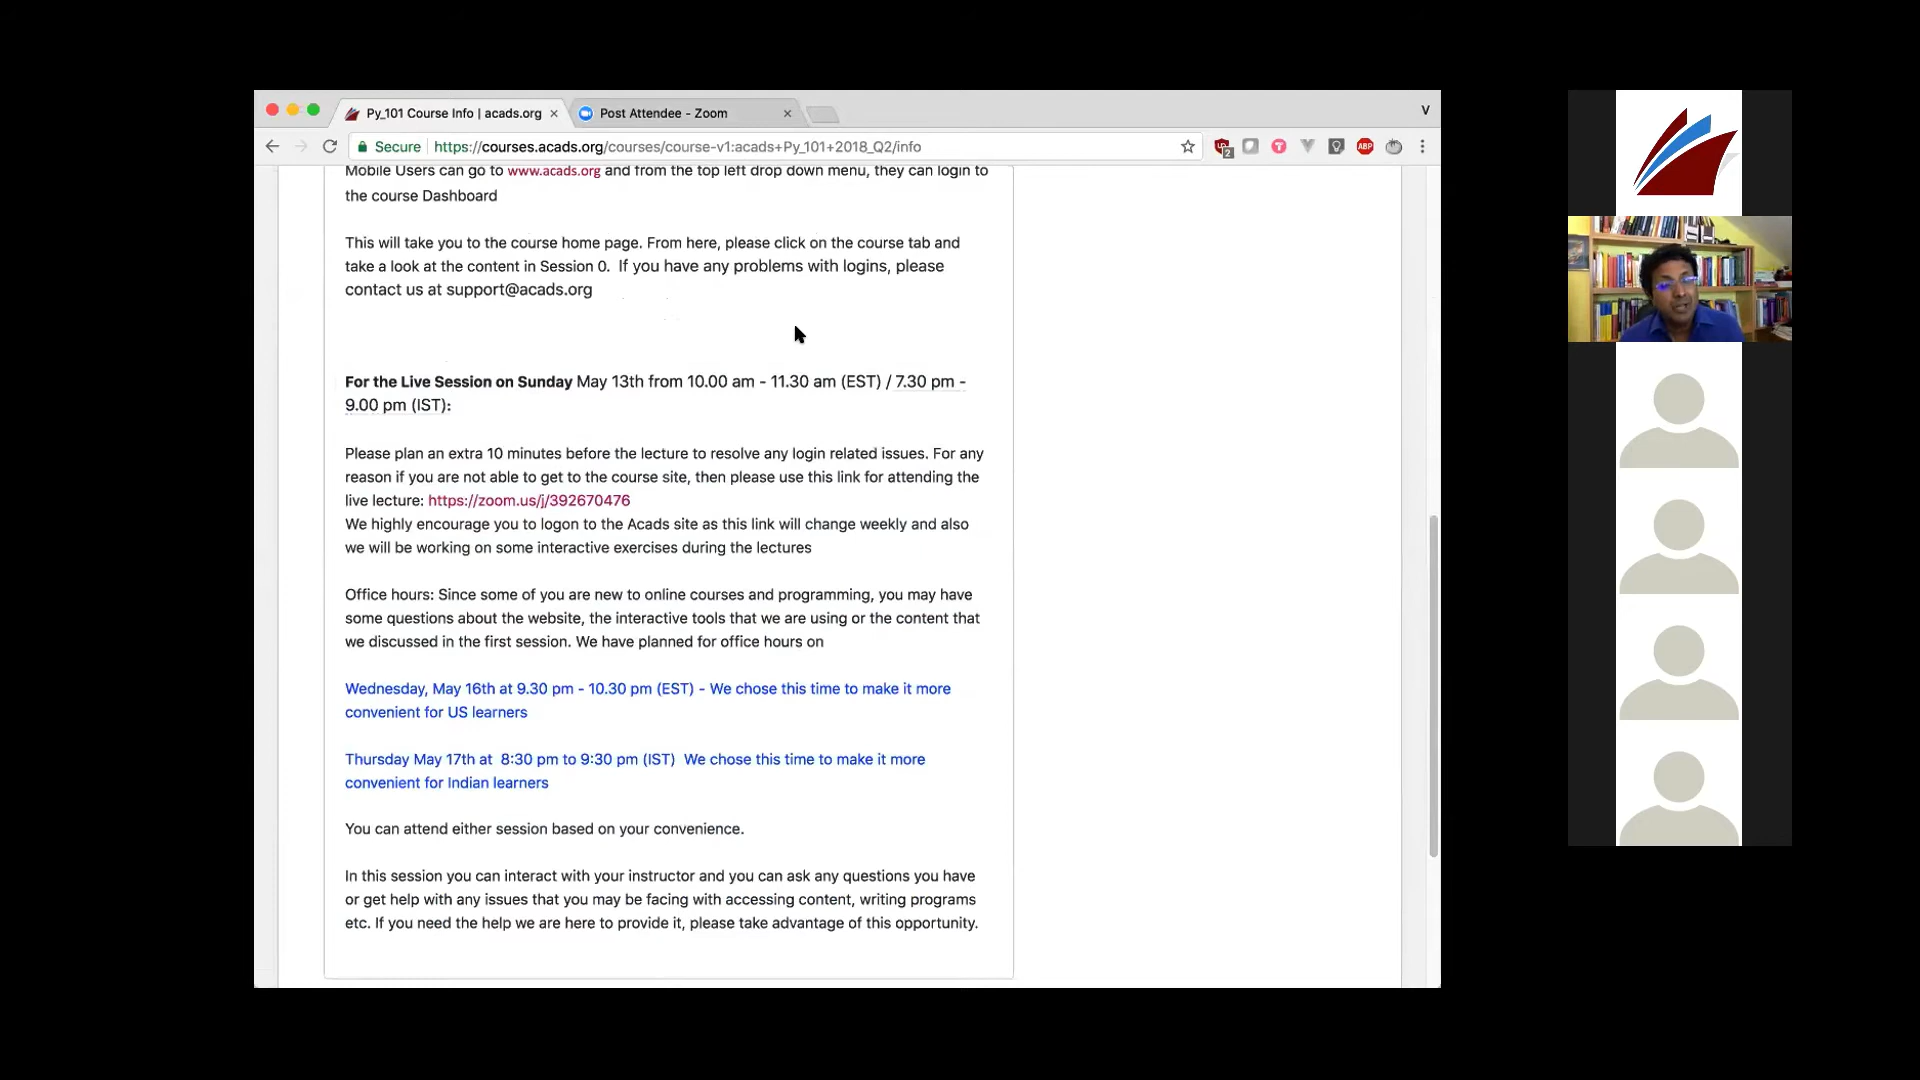 Py_101 Course Info | acads.org
Post Attendee - Zoom
Secure
https://courses.acads.org/courses/course-v1:acads+Py_101+2018_Q2/info
2
ABP
Mobile Users can go to www.acads.org and from the top left drop down menu, they can login to
the course Dashboard
This will take you to the course home page. From here, please click on the course tab and
take a look at the content in Session 0. If you have any problems with logins, please
contact us at support@acads.org
For the Live Session on Sunday May 13th from 10.00 am - 11.30 am (EST) / 7.30 pm -
9.00 pm (IST):
Please plan an extra 10 minutes before the lecture to resolve any login related issues. For any
reason if you are not able to get to the course site, then please use this link for attending the
live lecture: https://zoom.us/j/392670476
We highly encourage you to logon to the Acads site as this link will change weekly and also
we will be working on some interactive exercises during the lectures
Office hours: Since some of you are new to online courses and programming, you may have
some questions about the website, the interactive tools that we are using or the content that
we discussed in the first session. We have planned for office hours on
Wednesday, May 16th at 9.30 pm - 10.30 pm (EST) - We chose this time to make it more
convenient for US learners
Thursday May 17th at 8:30 pm to 9:30 pm (IST) We chose this time to make it more
convenient for Indian learners
You can attend either session based on your convenience.
In this session you can interact with your instructor and you can ask any questions you have
or get help with any issues that you may be facing with accessing content, writing programs
etc. If you need the help we are here to provide it, please take advantage of this opportunity.